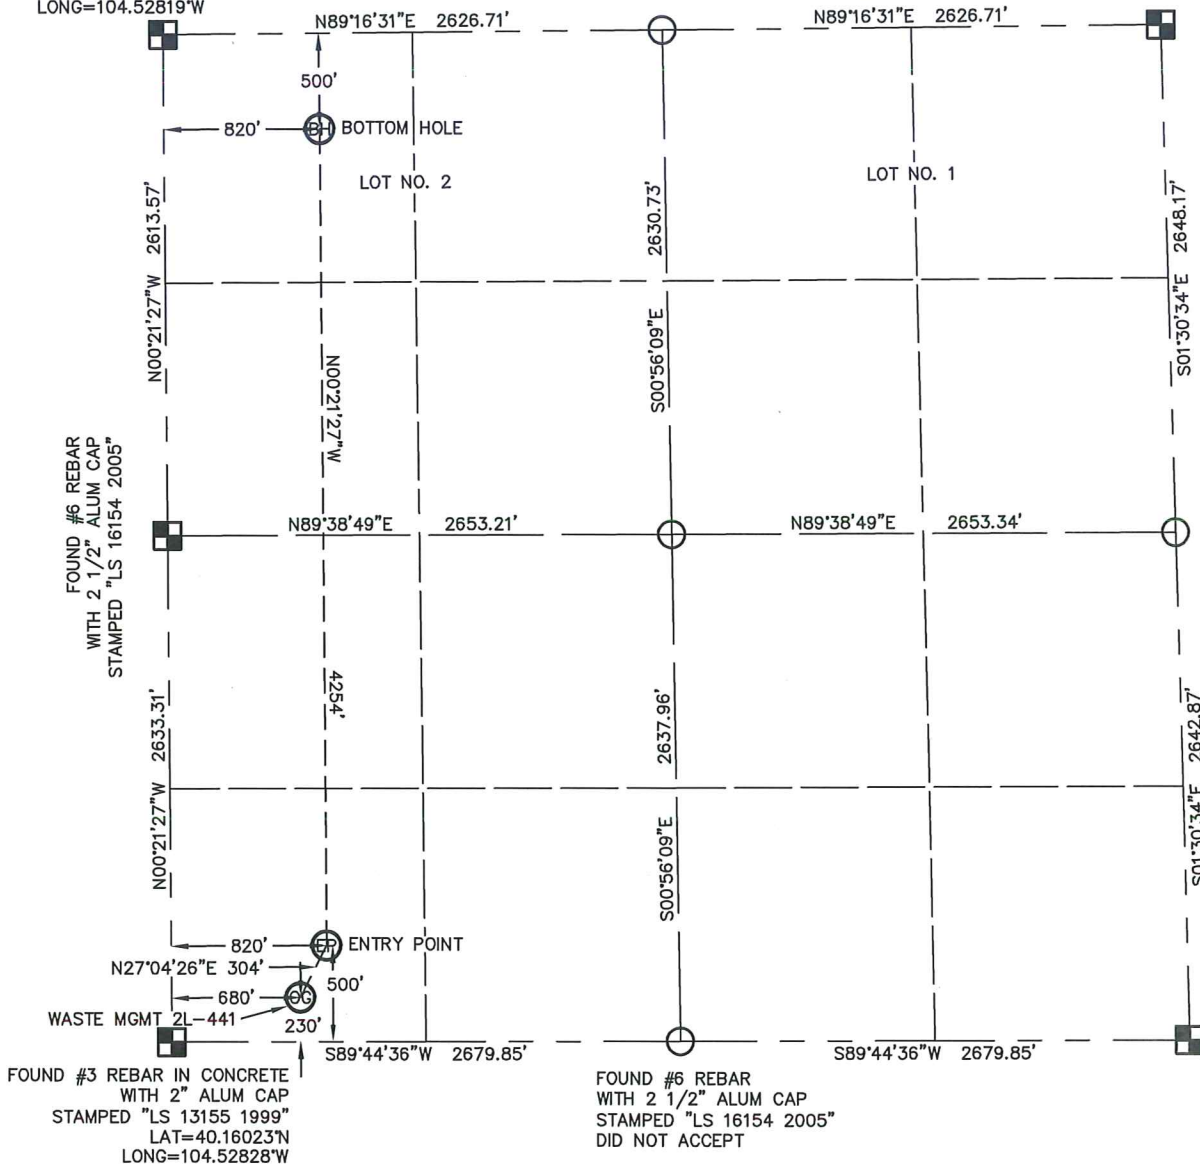 LONG=104.52819°W
N89°16'31"E 2626.71'
N89°16'31"E 2626.71'
500'
820'
BH BOTTOM HOLE
LOT NO. 2
LOT NO. 1
N00°21'27"W 2613.57'
2630.73'
S00°56'09"E
S01°30'34"E 2648.17'
N00°21'27"W
FOUND #6 REBAR
WITH 2 1/2" ALUM CAP
STAMPED "LS 16154 2005"
N89°38'49"E 2653.21'
N89°38'49"E 2653.34'
4254'
N00°21'27"W 2633.31'
2637.96'
S00°56'09"E
S01°30'34"E 2642.87'
820'
EP ENTRY POINT
N27°04'26"E 304'
500'
680'
OG
WASTE MGMT 2L-441
230'
S89°44'36"W 2679.85'
S89°44'36"W 2679.85'
FOUND #3 REBAR IN CONCRETE
WITH 2" ALUM CAP
STAMPED "LS 13155 1999"
LAT=40.16023°N
LONG=104.52828°W
FOUND #6 REBAR
WITH 2 1/2" ALUM CAP
STAMPED "LS 16154 2005"
DID NOT ACCEPT